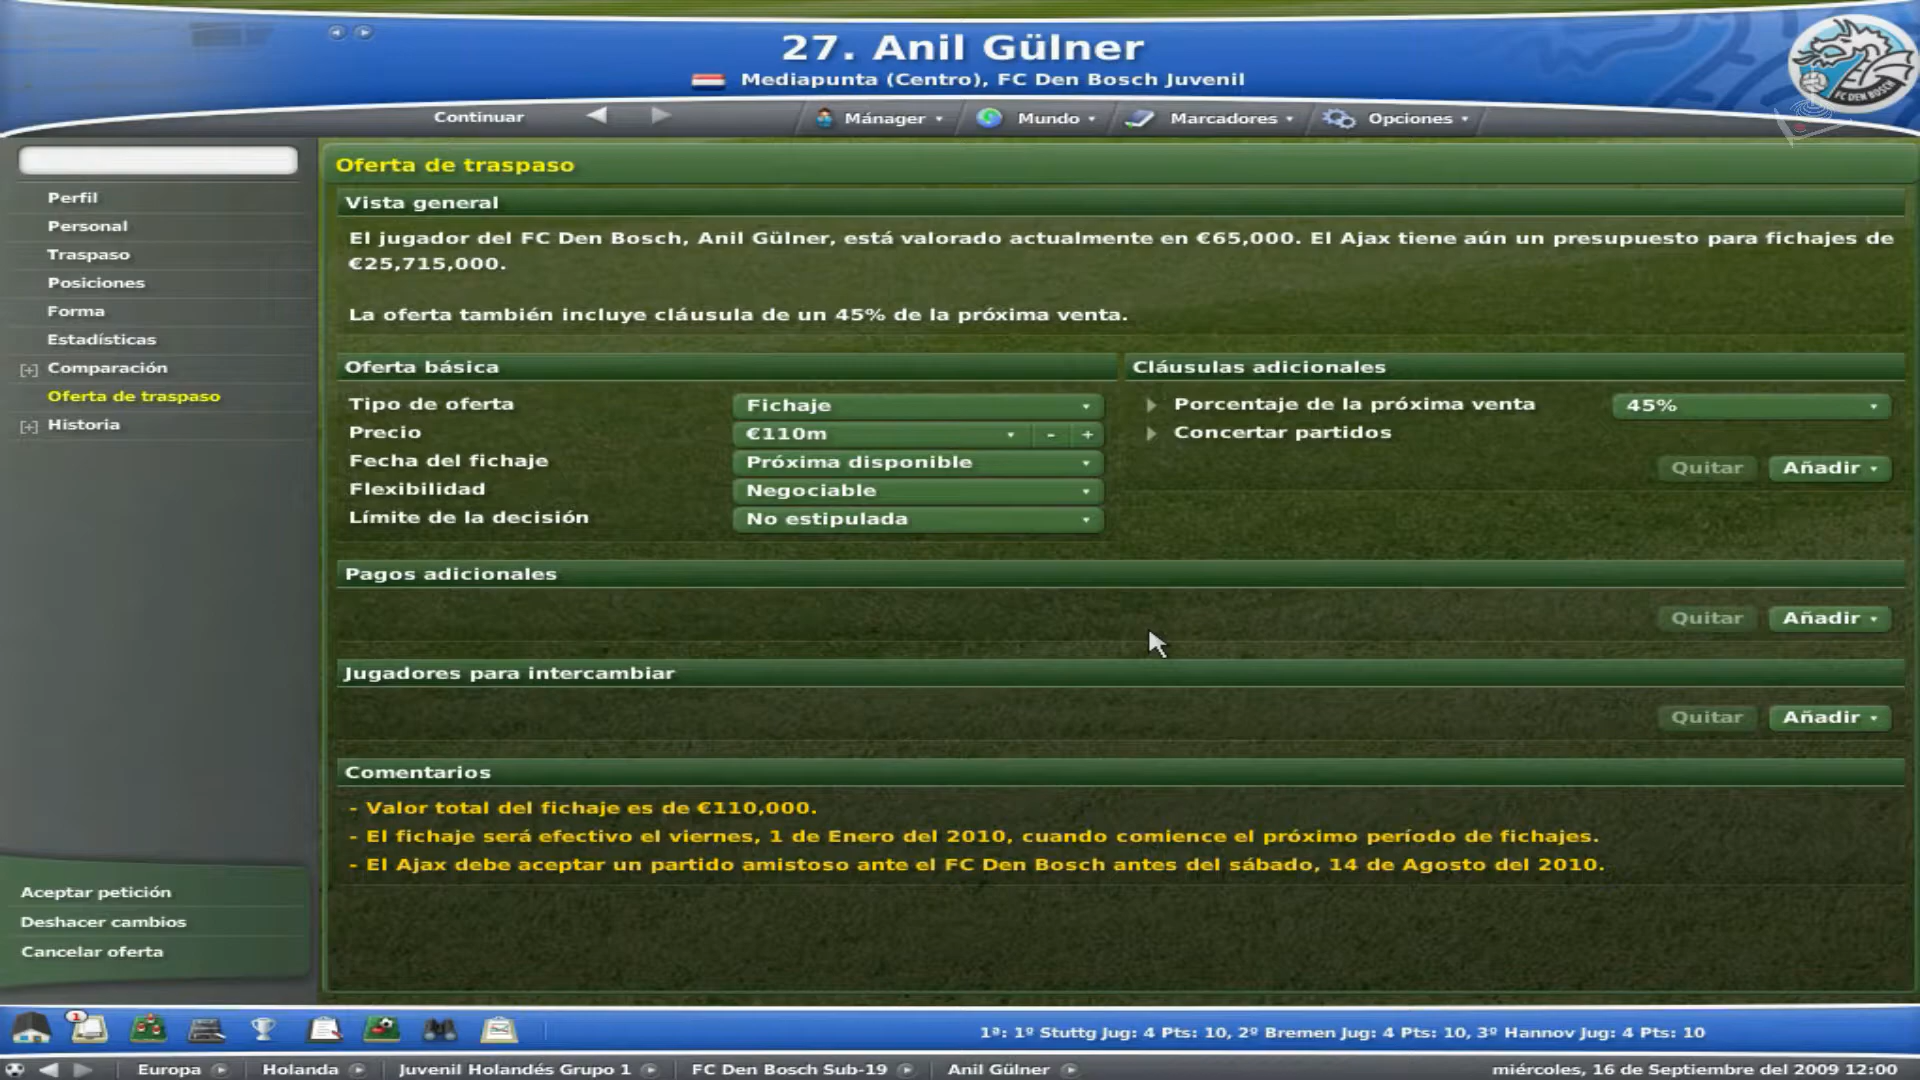 27. Anil Gülner
Mediapunta (Centro), FC Den Bosch Juvenil
FC DEN BOSCH
Continuar
Mánager
Mundo
Marcadores
Opciones
Perfil
Personal
Traspaso
Posiciones
Forma
Estadísticas
[+] Comparación
Oferta de traspaso
[+] Historia
Aceptar petición
Deshacer cambios
Cancelar oferta
Oferta de traspaso
Vista general
El jugador del FC Den Bosch, Anil Gülner, está valorado actualmente en €65,000. El Ajax tiene aún un presupuesto para fichajes de
€25,715,000.
La oferta también incluye cláusula de un 45% de la próxima venta.
Oferta básica
Tipo de oferta Fichaje
Precio €110m - +
Fecha del fichaje Próxima disponible
Flexibilidad Negociable
Límite de la decisión No estipulada
Cláusulas adicionales
Porcentaje de la próxima venta 45%
Concertar partidos
Quitar Añadir
Pagos adicionales
Quitar Añadir
Jugadores para intercambiar
Quitar Añadir
Comentarios
- Valor total del fichaje es de €110,000.
- El fichaje será efectivo el viernes, 1 de Enero del 2010, cuando comience el próximo período de fichajes.
- El Ajax debe aceptar un partido amistoso ante el FC Den Bosch antes del sábado, 14 de Agosto del 2010.
1
1ª: 1º Stuttg Jug: 4 Pts: 10, 2º Bremen Jug: 4 Pts: 10, 3º Hannov Jug: 4 Pts: 10
Europa
Holanda
Juvenil Holandés Grupo 1
FC Den Bosch Sub-19
Anil Gülner
miércoles, 16 de Septiembre del 2009 12:00